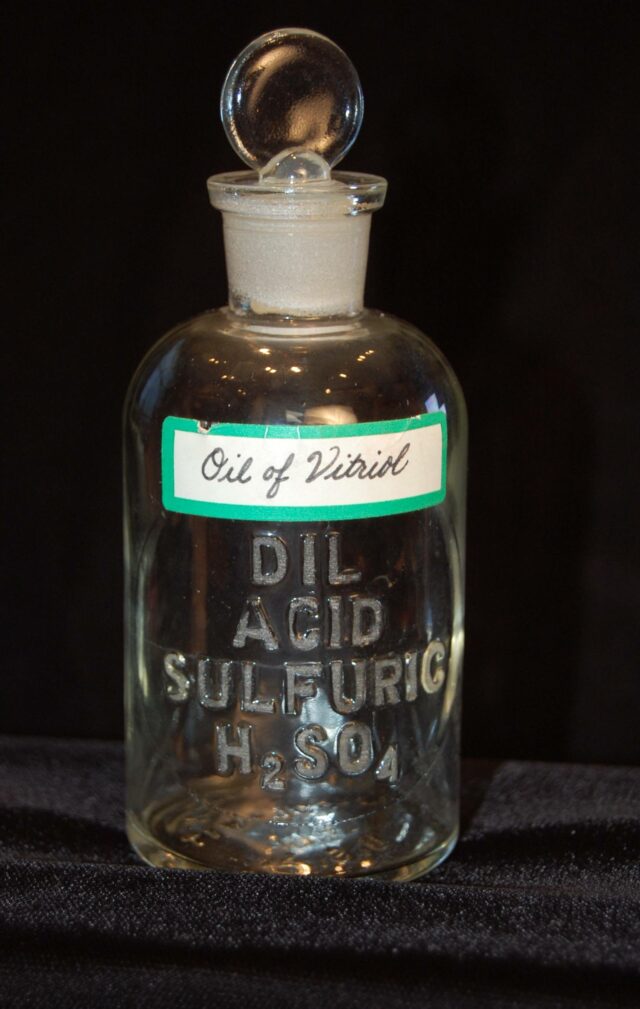 Oil of Vitriol
DIL
ACID
SULFURIC
H₂SO₄